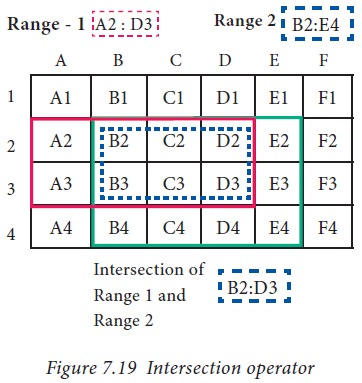 Range - 1 A2 : D3 Range 2 B2:E4
A B C D E F
1 A1 B1 C1 D1 E1 F1
2 A2 B2 C2 D2 E2 F2
3 A3 B3 C3 D3 E3 F3
4 A4 B4 C4 D4 E4 F4
Intersection of
Range 1 and
Range 2
B2:D3
Figure 7.19 Intersection operator